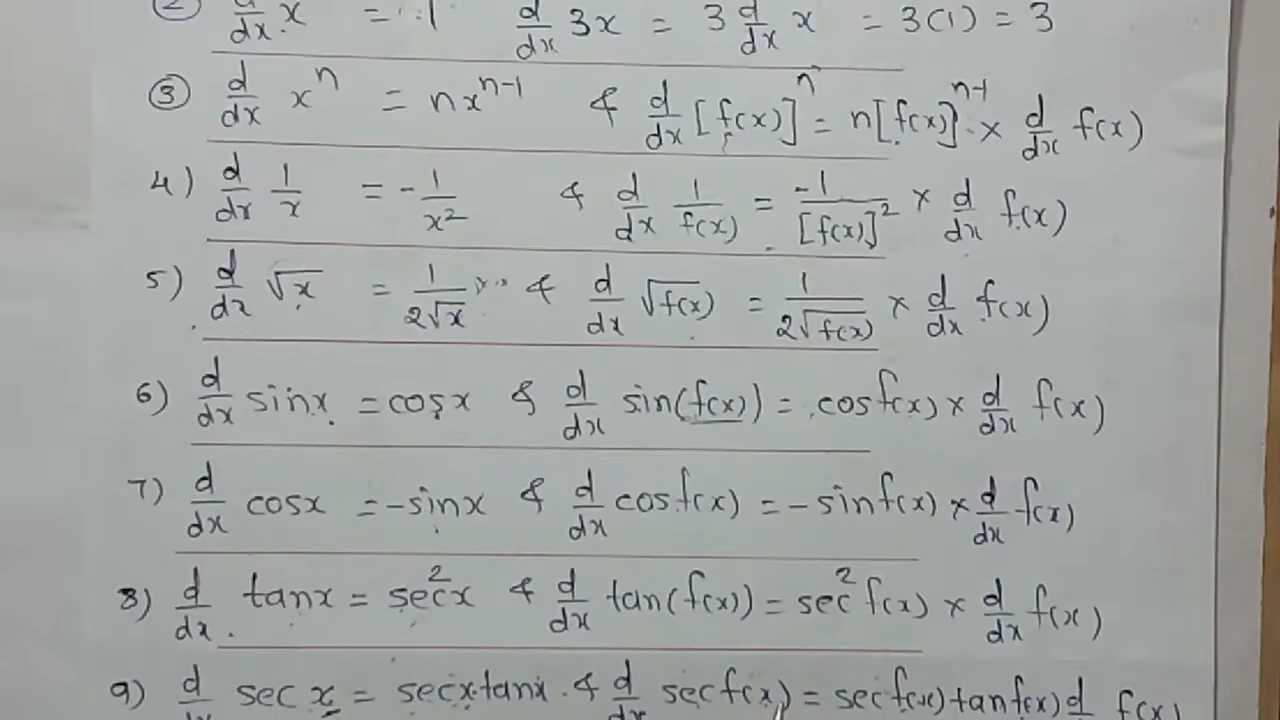 ② d/dx x = 1 d/dx 3x = 3 d/dx x = 3(1) = 3
③ d/dx xⁿ = nxⁿ⁻¹ & d/dx [f(x)]ⁿ = n[f(x)]ⁿ⁻¹ × d/dx f(x)
4) d/dx 1/x = -1/x² & d/dx 1/f(x) = -1/[f(x)]² × d/dx f(x)
5) d/dx √x = 1/2√x & d/dx √f(x) = 1/2√f(x) × d/dx f(x)
6) d/dx sinx = cosx & d/dx sin(f(x)) = cosf(x) × d/dx f(x)
7) d/dx cosx = -sinx & d/dx cosf(x) = -sinf(x) × d/dx f(x)
8) d/dx tanx = sec²x & d/dx tan(f(x)) = sec²f(x) × d/dx f(x)
9) d/dx secx = secx.tanx & d/dx secf(x) = secf(x)tanf(x) d/ f(x)